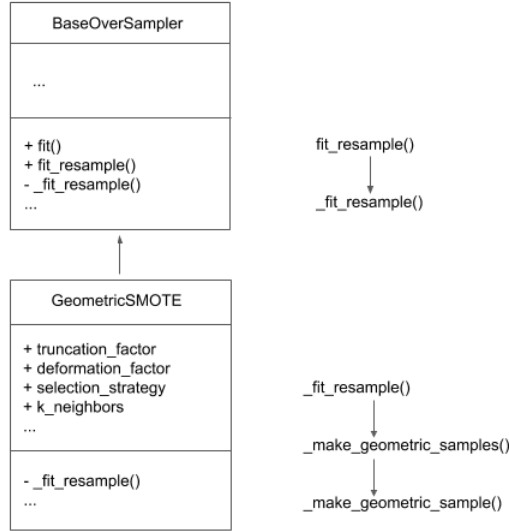 BaseOverSampler
...
+ fit()
+ fit_resample()
- _fit_resample()
...
fit_resample()
_fit_resample()
GeometricSMOTE
+ truncation_factor
+ deformation_factor
+ selection_strategy
+ k_neighbors
...
- _fit_resample()
...
_fit_resample()
_make_geometric_samples()
_make_geometric_sample()